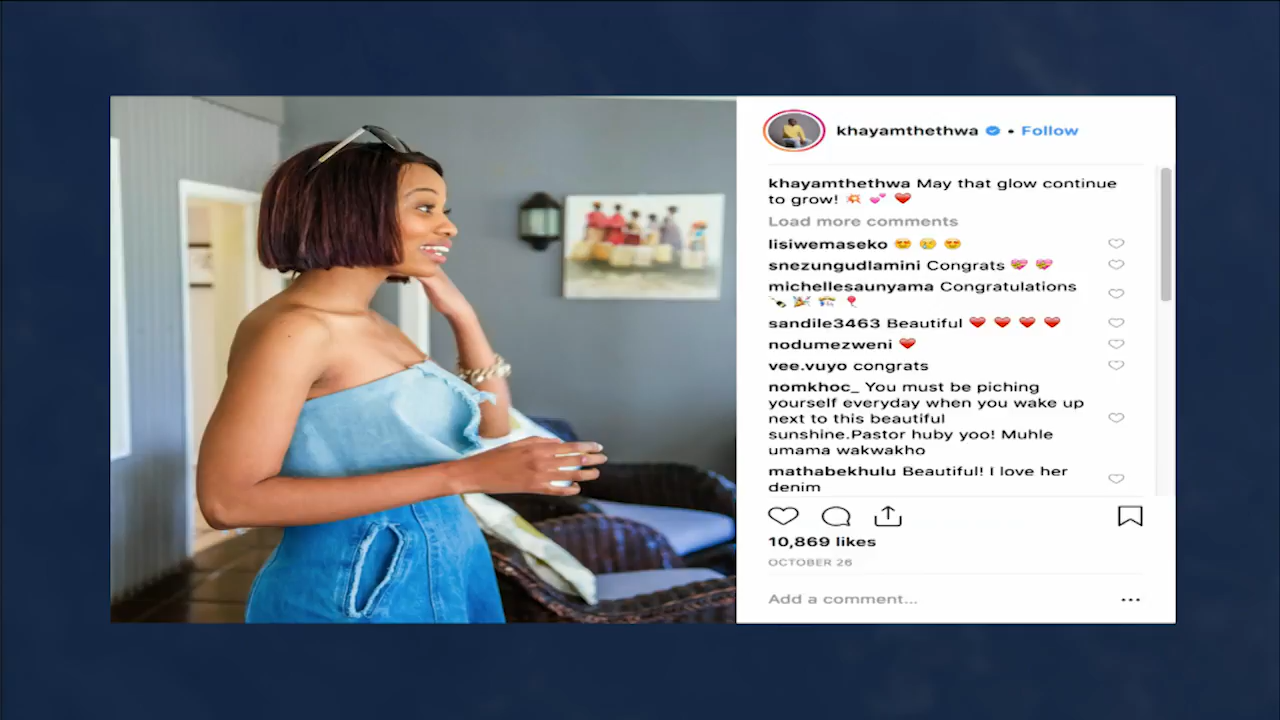 khayamthethwa • Follow
khayamthethwa May that glow continue
to grow! 💥 💕 ❤️
Load more comments
lisiwemaseko 😍 😢 😍
snezungudlamini Congrats 💝 💝
michellesaunyama Congratulations
🍾 🎉 🎊 🎈
sandile3463 Beautiful ❤️ ❤️ ❤️ ❤️
nodumezweni ❤️
vee.vuyo congrats
nomkhoc_ You must be piching
yourself everyday when you wake up
next to this beautiful
sunshine.Pastor huby yoo! Muhle
umama wakwakho
mathabekhulu Beautiful! I love her
denim
10,869 likes
OCTOBER 26
Add a comment...